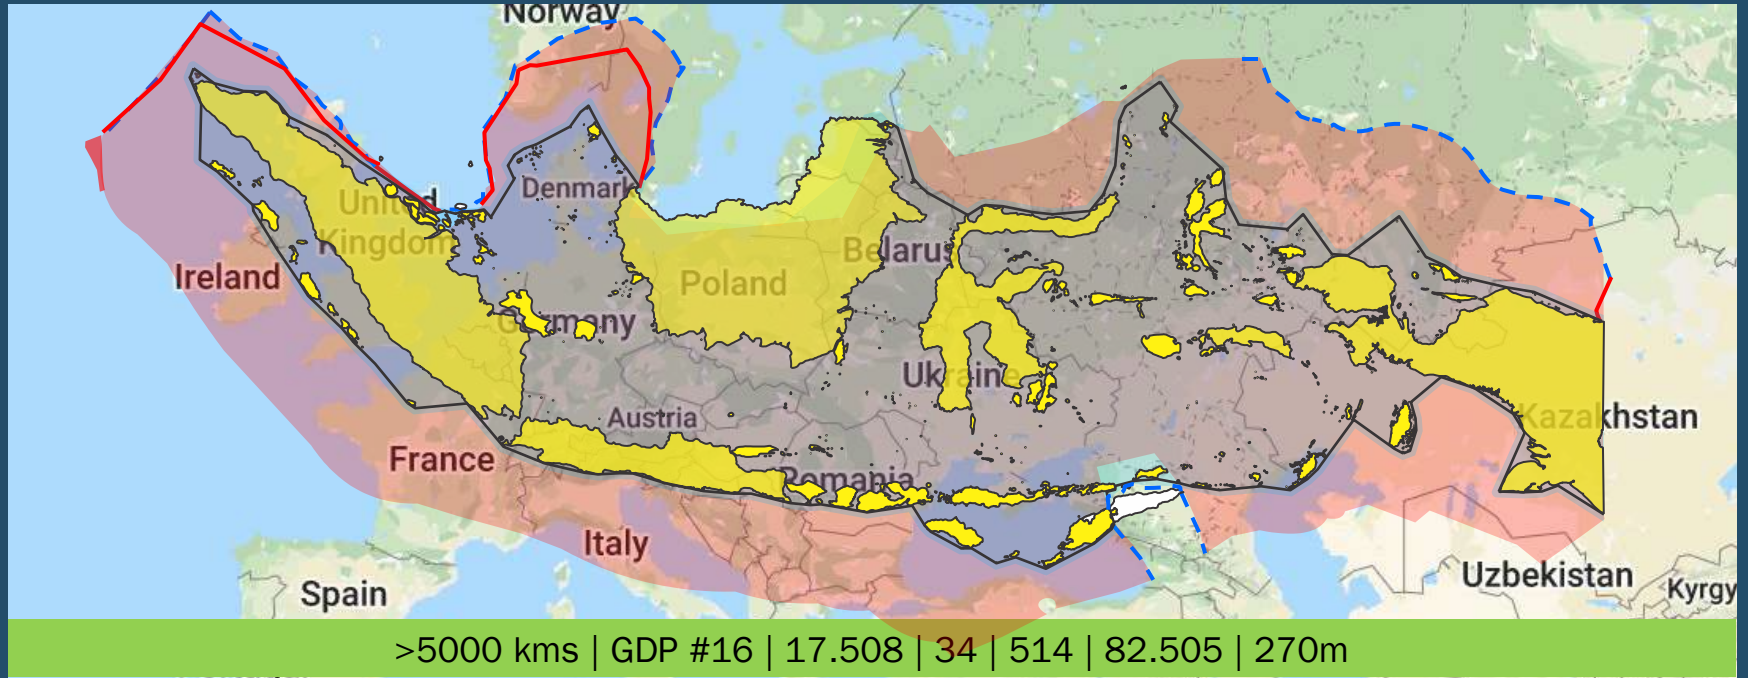 Norway
Denmark
United
Kingdom
Belarus
Ireland
Poland
Germany
Ukraine
Austria
Kazakhstan
France
Romania
Italy
Uzbekistan
Spain
Kyrgy
>5000 kms | GDP #16 | 17.508 | 34 | 514 | 82.505 | 270m